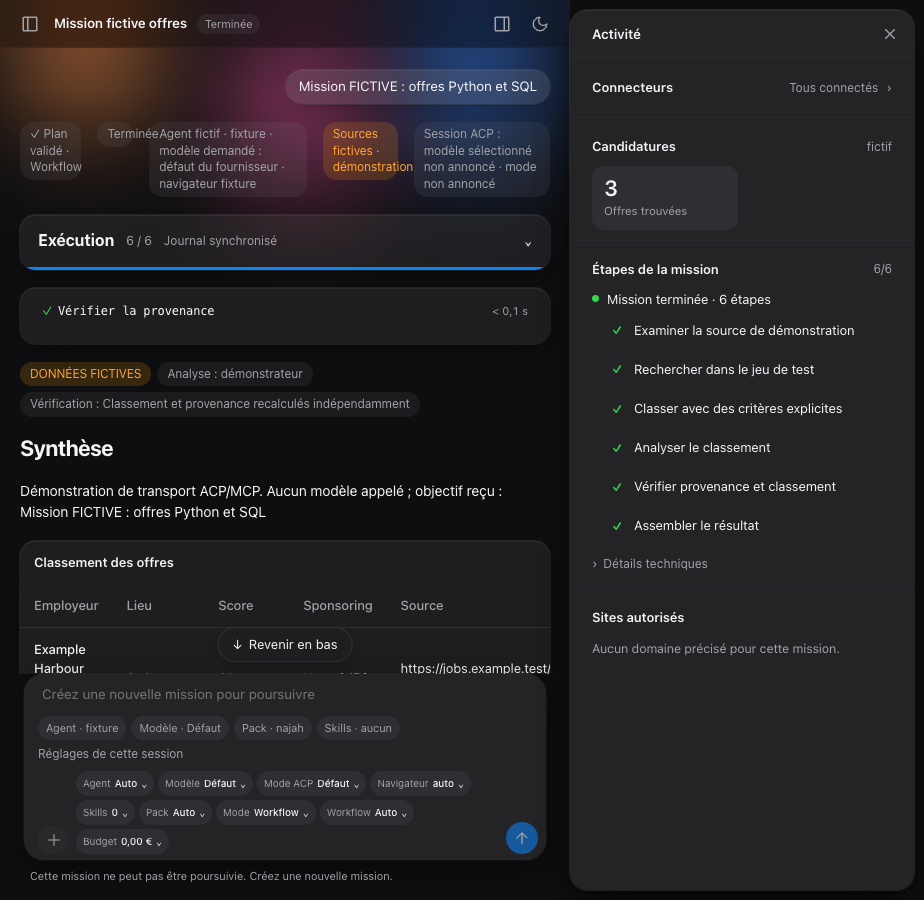 Mission fictive offres
Terminée
Mission FICTIVE : offres Python et SQL
✓ Plan
validé ·
Workflow
Terminée
Agent fictif · fixture ·
modèle demandé :
défaut du fournisseur ·
navigateur fixture
Sources
fictives ·
démonstration
Session ACP :
modèle sélectionné
non annoncé · mode
non annoncé
Exécution 6 / 6 Journal synchronisé
✓ Vérifier la provenance < 0,1 s
DONNÉES FICTIVES
Analyse : démonstrateur
Vérification : Classement et provenance recalculés indépendamment
Synthèse
Démonstration de transport ACP/MCP. Aucun modèle appelé ; objectif reçu :
Mission FICTIVE : offres Python et SQL
Classement des offres
Employeur Lieu Score Sponsoring Source
Example
Harbour
https://jobs.example.test/
↓ Revenir en bas
Créez une nouvelle mission pour poursuivre
Agent · fixture
Modèle · Défaut
Pack · najah
Skills · aucun
Réglages de cette session
Agent Auto
Modèle Défaut
Mode ACP Défaut
Navigateur auto
Skills 0
Pack Auto
Mode Workflow
Workflow Auto
Budget 0,00 €
Cette mission ne peut pas être poursuivie. Créez une nouvelle mission.
Activité
Connecteurs Tous connectés ›
Candidatures fictif
3
Offres trouvées
Étapes de la mission 6/6
Mission terminée · 6 étapes
✓ Examiner la source de démonstration
✓ Rechercher dans le jeu de test
✓ Classer avec des critères explicites
✓ Analyser le classement
✓ Vérifier provenance et classement
✓ Assembler le résultat
› Détails techniques
Sites autorisés
Aucun domaine précisé pour cette mission.